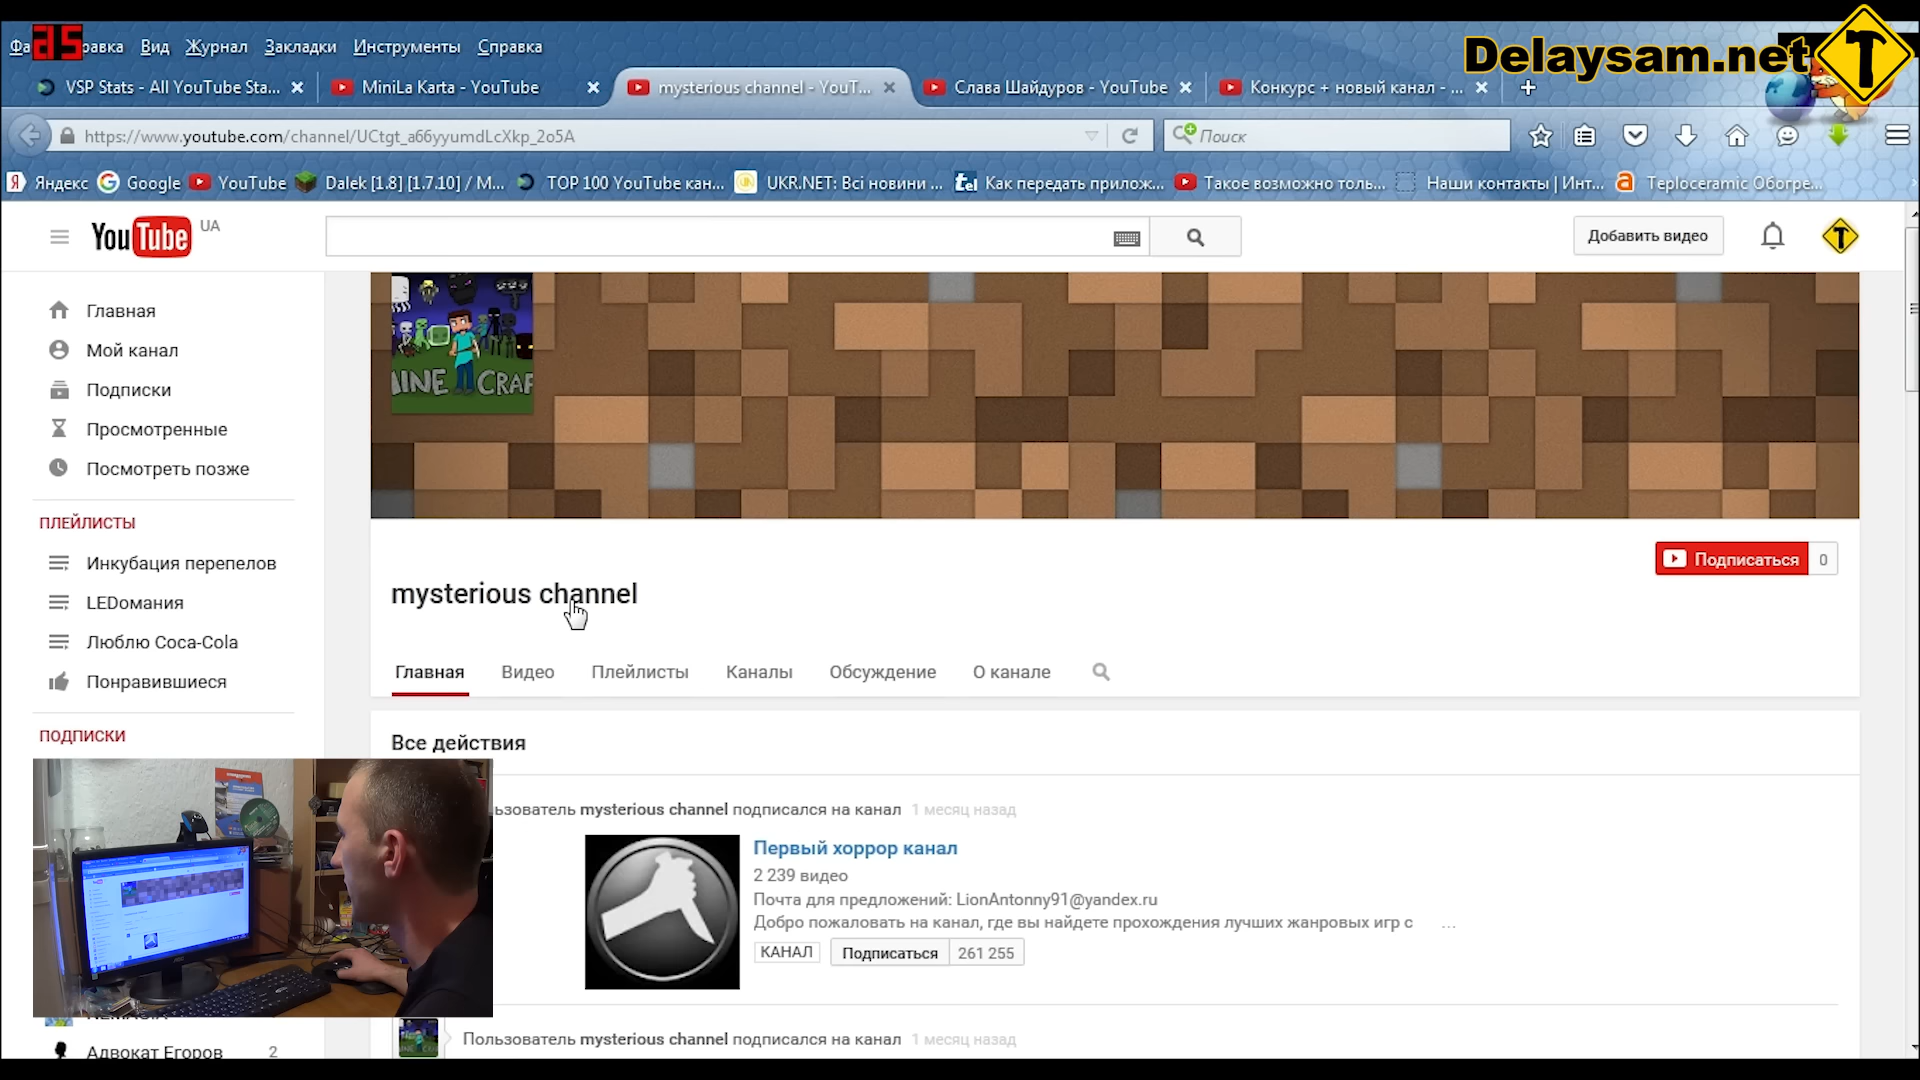 Delaysam.net
Вид Журнал Закладки Инструменты Справка
VSP Stats - All YouTube Sta...
MiniLa Karta - YouTube
mysterious channel - YouT...
Слава Шайдуров - YouTube
Конкурс + новый канал - ...
https://www.youtube.com/channel/UCtgt_a66yyumdLcXkp_2o5A
Поиск
Яндекс
Google
YouTube
Dalek [1.8] [1.7.10] / M...
TOP 100 YouTube кан...
UKR.NET: Всі новини ...
Как передать прилож...
Такое возможно толь...
Наши контакты | Инт...
Teploceramic Обогре...
YouTube UA
Добавить видео
Главная
Мой канал
Подписки
Просмотренные
Посмотреть позже
ПЛЕЙЛИСТЫ
Инкубация перепелов
LEDомания
Люблю Coca-Cola
Понравившиеся
ПОДПИСКИ
Адвокат Егоров 2
MINE CRAF
Подписаться 0
mysterious channel
Главная Видео Плейлисты Каналы Обсуждение О канале
Все действия
mysterious channel подписался на канал 1 месяц назад
Первый хоррор канал
2 239 видео
Почта для предложений: LionAntonny91@yandex.ru
Добро пожаловать на канал, где вы найдете прохождения лучших жанровых игр с ...
КАНАЛ Подписаться 261 255
Пользователь mysterious channel подписался на канал 1 месяц назад